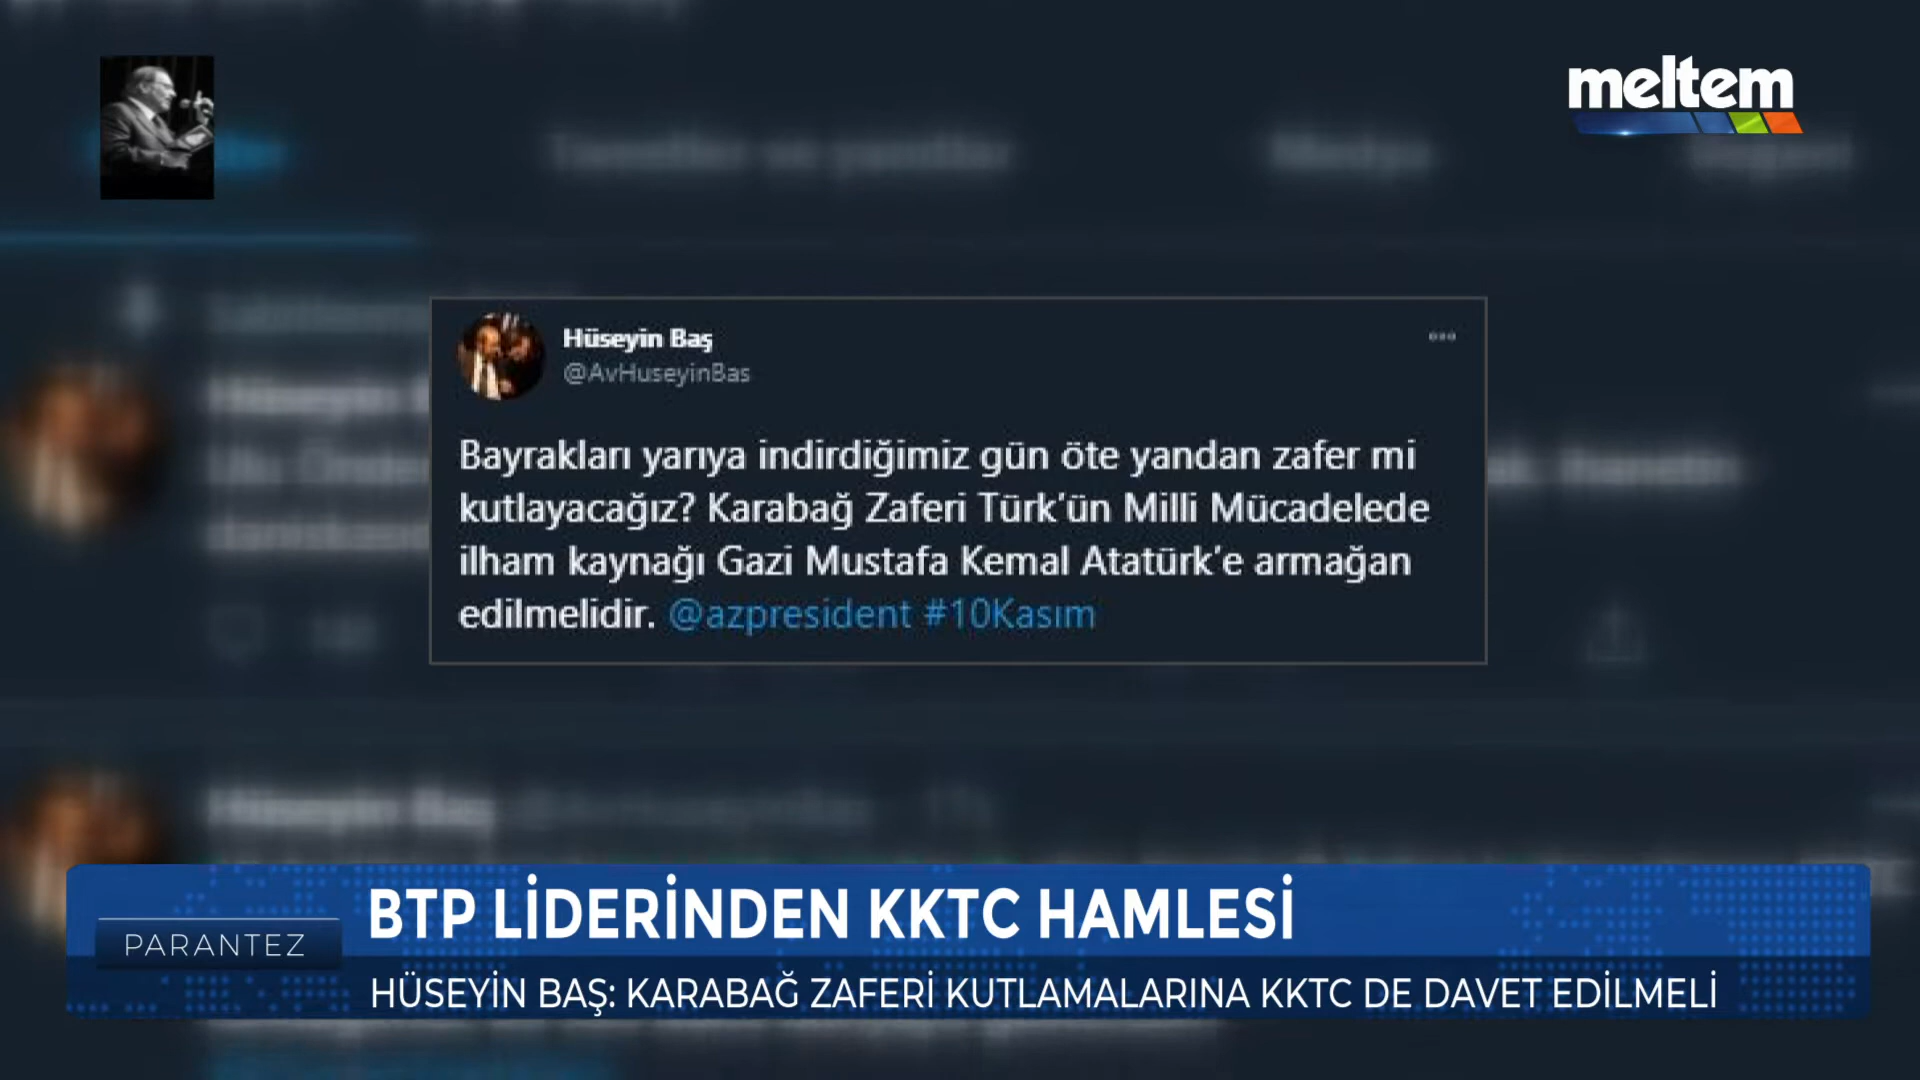 meltem
Hüseyin Baş
@AvHuseyinBas
Bayrakları yarıya indirdiğimiz gün öte yandan zafer mi
kutlayacağız? Karabağ Zaferi Türk'ün Milli Mücadelede
ilham kaynağı Gazi Mustafa Kemal Atatürk'e armağan
edilmelidir. @azpresident #10Kasım
Hüseyin Baş
PARANTEZ
BTP LİDERİNDEN KKTC HAMLESİ
HÜSEYİN BAŞ: KARABAĞ ZAFERİ KUTLAMALARINA KKTC DE DAVET EDİLMELİ